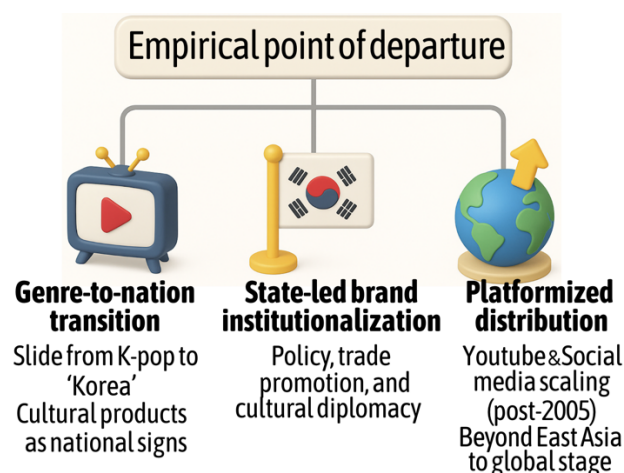 Empirical point of departure
Genre-to-nation
transition
Slide from K-pop to
‘Korea’
Cultural products
as national signs
State-led brand
institutionalization
Policy, trade
promotion, and
cultural diplomacy
Platformized
distribution
Youtube&Social
media scaling
(post-2005)
Beyond East Asia
to global stage